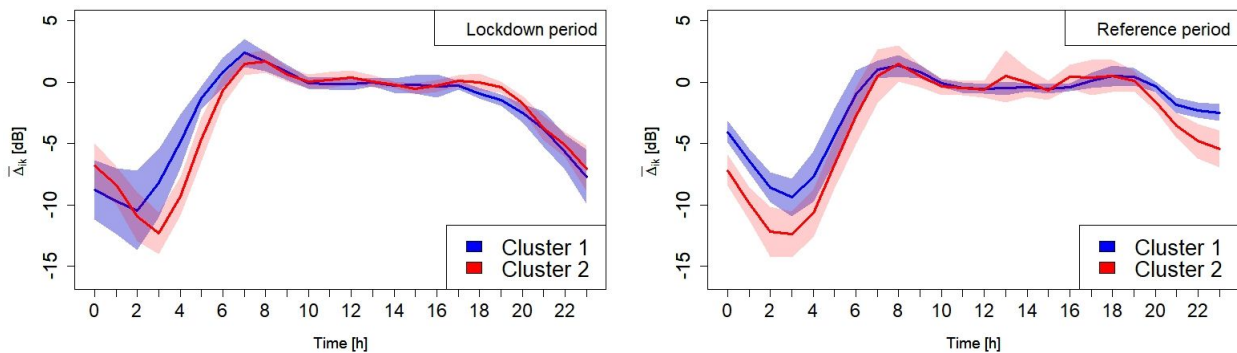 Lockdown period
5
0
-5
-10
-15
Δ̅ik [dB]
Cluster 1
Cluster 2
0 2 4 6 8 10 12 14 16 18 20 22
Time [h]
Reference period
5
0
-5
-10
-15
Δ̅ik [dB]
Cluster 1
Cluster 2
0 2 4 6 8 10 12 14 16 18 20 22
Time [h]